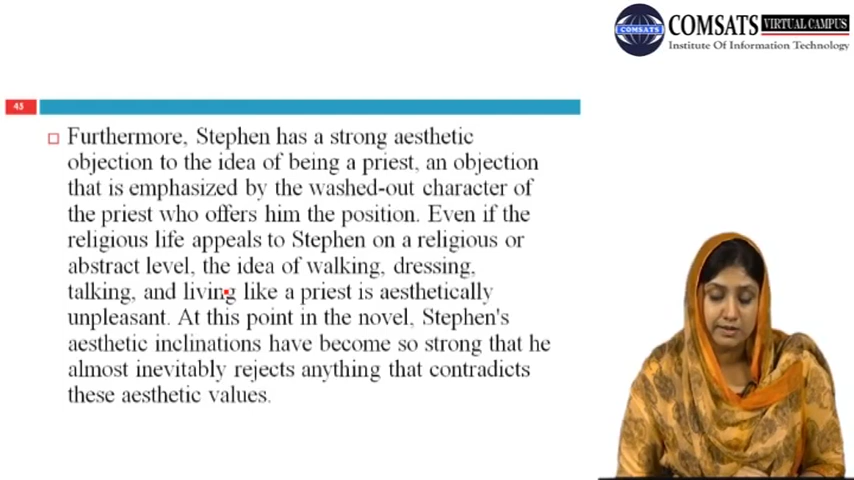 COMSATS
COMSATS VIRTUAL CAMPUS
Institute Of Information Technology
45
Furthermore, Stephen has a strong aesthetic
objection to the idea of being a priest, an objection
that is emphasized by the washed-out character of
the priest who offers him the position. Even if the
religious life appeals to Stephen on a religious or
abstract level, the idea of walking, dressing,
talking, and living like a priest is aesthetically
unpleasant. At this point in the novel, Stephen's
aesthetic inclinations have become so strong that he
almost inevitably rejects anything that contradicts
these aesthetic values.